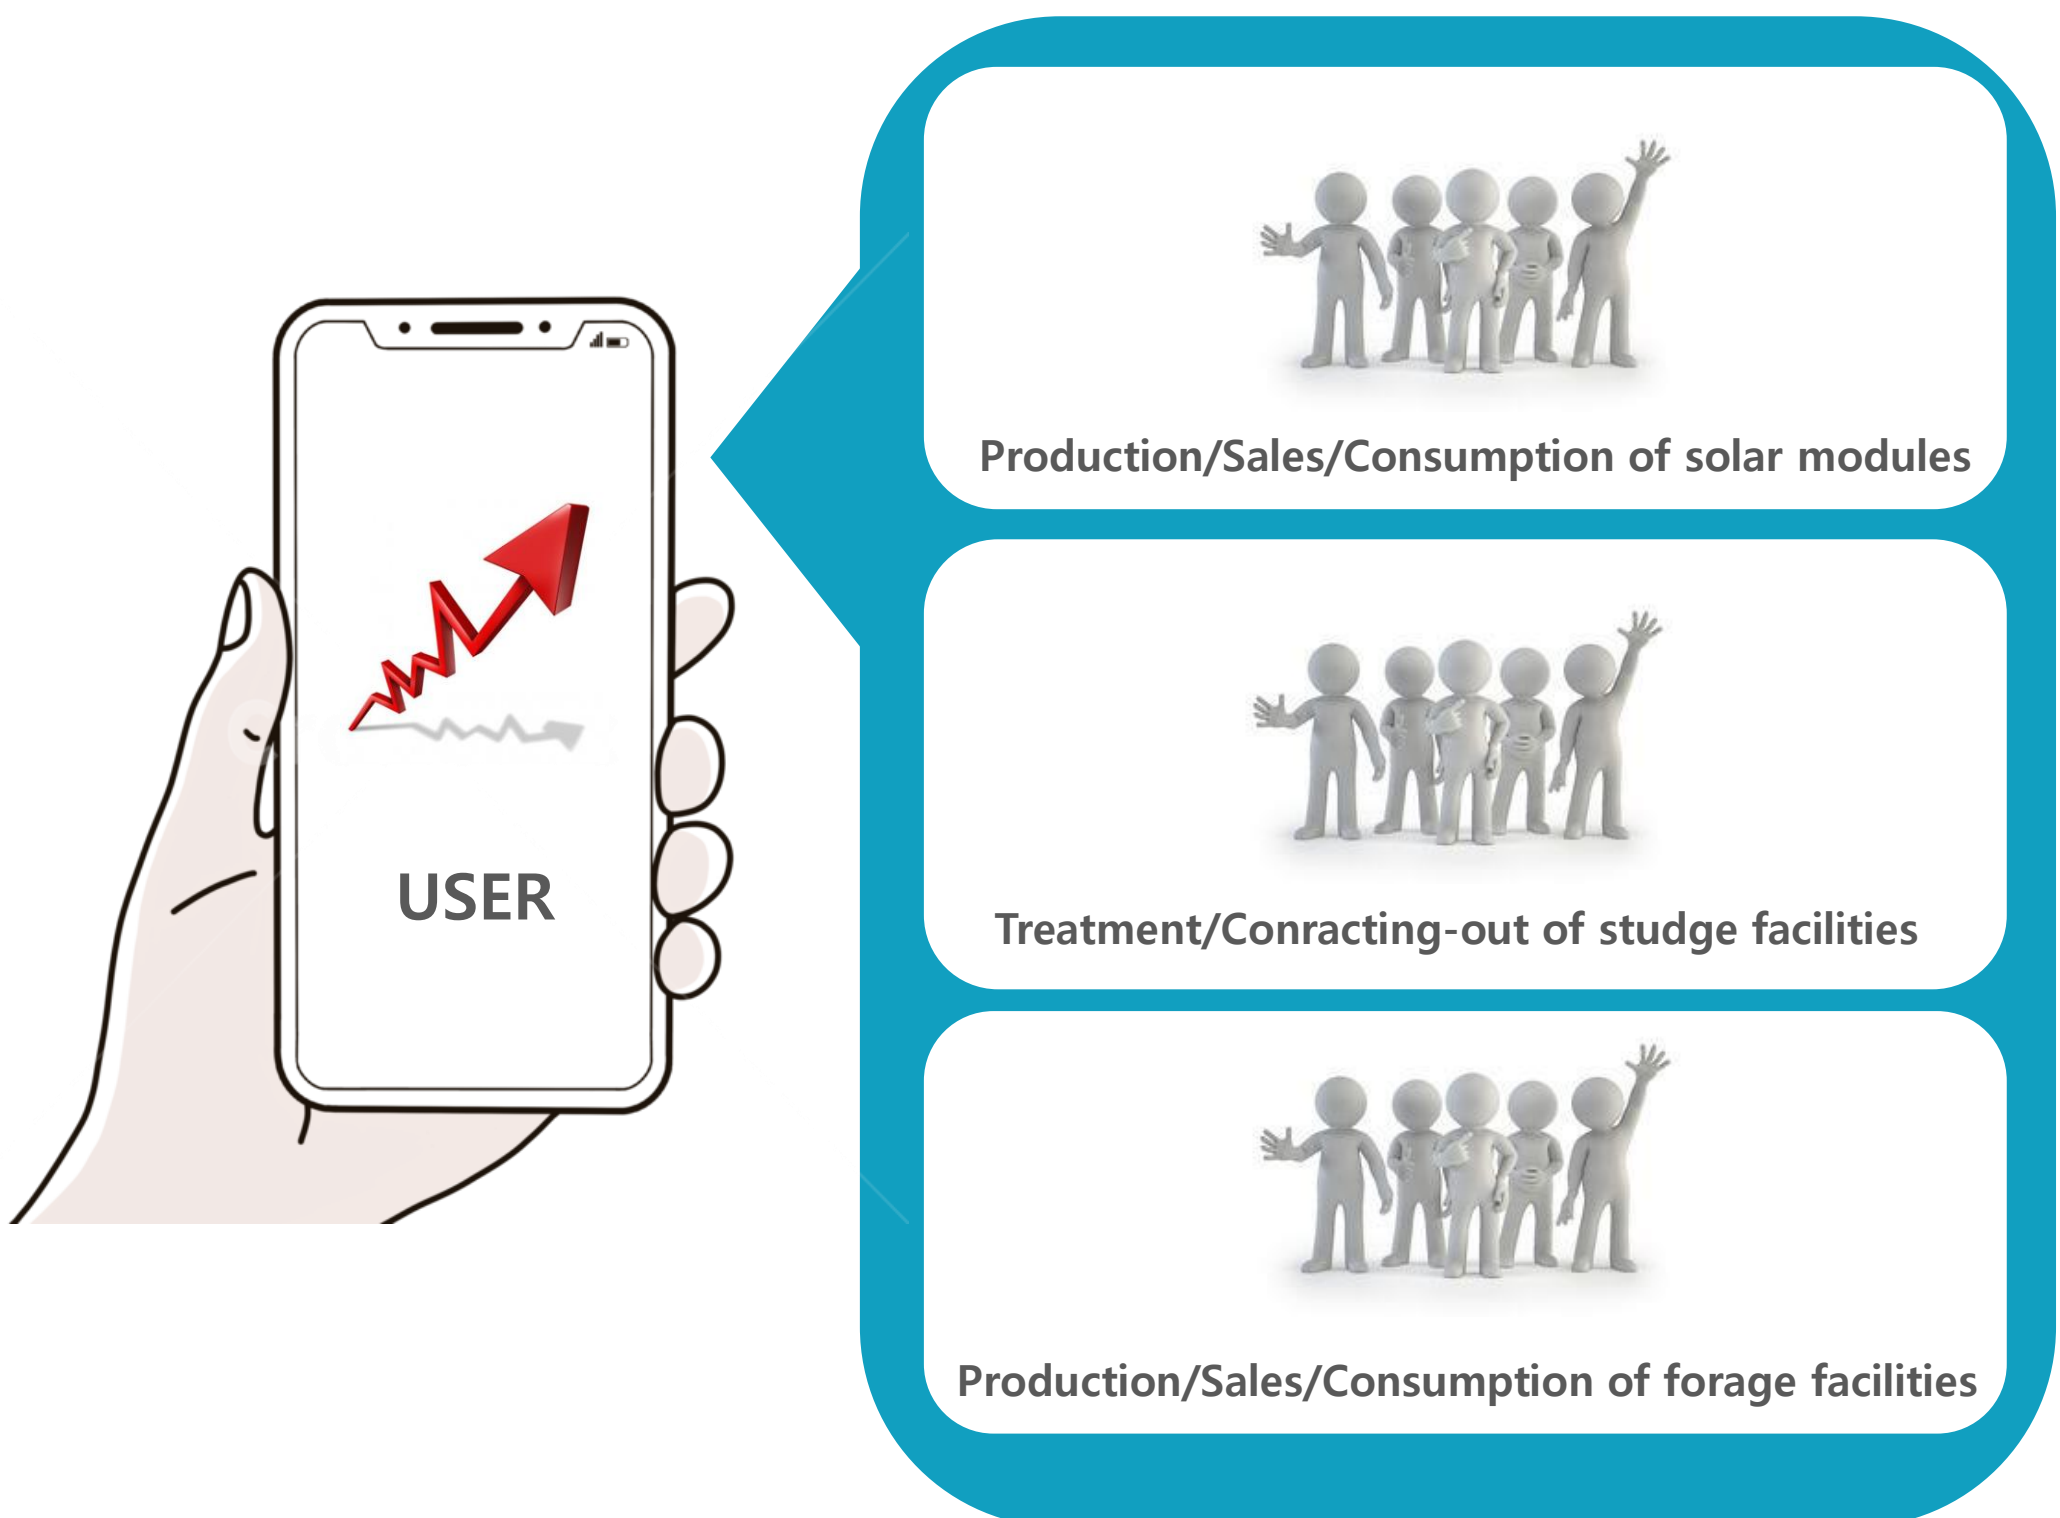 USER
Production/Sales/Consumption of solar modules
Treatment/Conracting-out of studge facilities
Production/Sales/Consumption of forage facilities